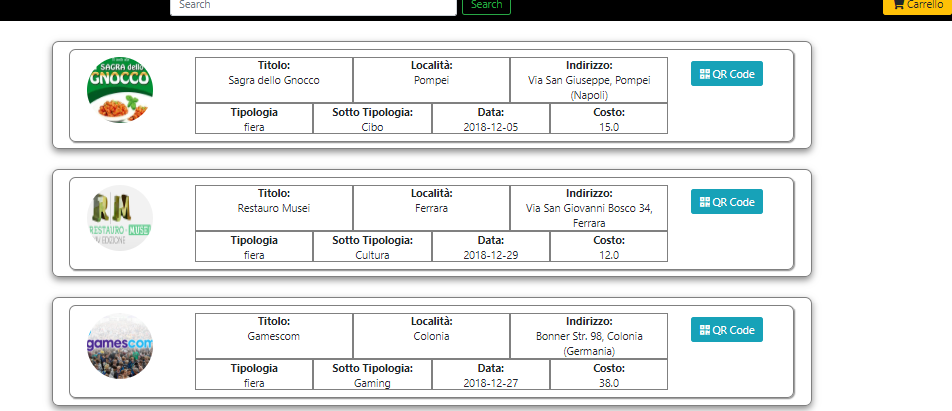 Search Search Carrello
SAGRA dello
GNOCCO
Titolo: Località: Indirizzo:
Sagra dello Gnocco Pompei Via San Giuseppe, Pompei
(Napoli)
QR Code
Tipologia Sotto Tipologia: Data: Costo:
fiera Cibo 2018-12-05 15.0
RM
RESTAURO MUSEI
EDIZIONE
Titolo: Località: Indirizzo:
Restauro Musei Ferrara Via San Giovanni Bosco 34,
Ferrara
QR Code
Tipologia Sotto Tipologia: Data: Costo:
fiera Cultura 2018-12-29 12.0
gamescom
Titolo: Località: Indirizzo:
Gamescom Colonia Bonner Str. 98, Colonia
(Germania)
QR Code
Tipologia Sotto Tipologia: Data: Costo:
fiera Gaming 2018-12-27 38.0